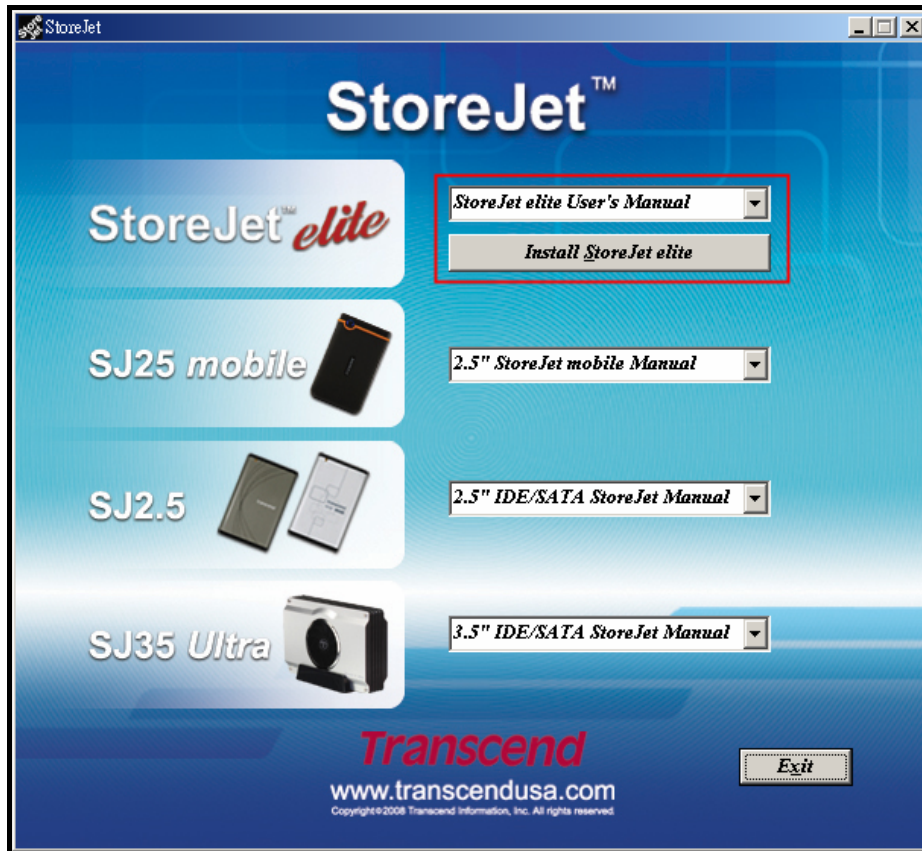 StoreJet
StoreJet™
StoreJet™ elite
StoreJet elite User's Manual
Install StoreJet elite
SJ25 mobile
2.5" StoreJet mobile Manual
SJ2.5
2.5" IDE/SATA StoreJet Manual
SJ35 Ultra
3.5" IDE/SATA StoreJet Manual
Transcend
www.transcendusa.com
Copyright©2008 Transcend Information, Inc. All rights reserved.
Exit